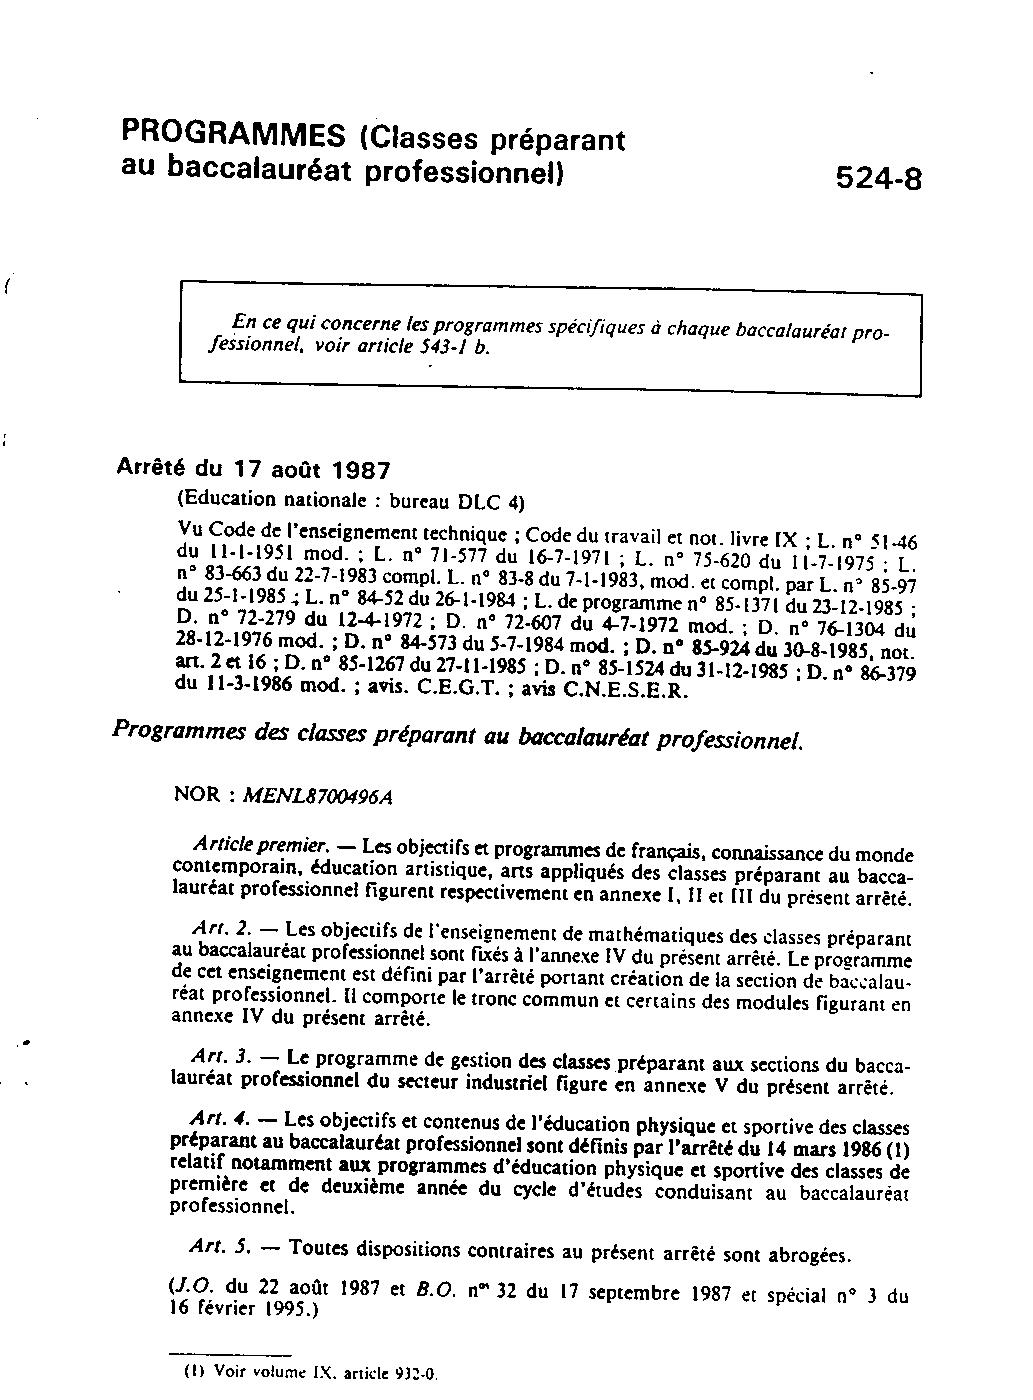 PROGRAMMES (Classes préparant
au baccalauréat professionnel)
524-8
En ce qui concerne les programmes spécifiques à chaque baccalauréat pro-
fessionnel, voir article 543-1 b.
Arrêté du 17 août 1987
(Education nationale : bureau DLC 4)
Vu Code de l'enseignement technique ; Code du travail et not. livre IX ; L. n° 51-46
du 11-1-1951 mod. ; L. n° 71-577 du 16-7-1971 ; L. n° 75-620 du 11-7-1975 ; L.
n° 83-663 du 22-7-1983 compl. L. n° 83-8 du 7-1-1983, mod. et compl. par L. n° 85-97
du 25-1-1985 ; L. n° 84-52 du 26-1-1984 ; L. de programme n° 85-1371 du 23-12-1985 ;
D. n° 72-279 du 12-4-1972 ; D. n° 72-607 du 4-7-1972 mod. ; D. n° 76-1304 du
28-12-1976 mod. ; D. n° 84-573 du 5-7-1984 mod. ; D. n° 85-924 du 30-8-1985, not.
art. 2 et 16 ; D. n° 85-1267 du 27-11-1985 ; D. n° 85-1524 du 31-12-1985 ; D. n° 86-379
du 11-3-1986 mod. ; avis. C.E.G.T. ; avis C.N.E.S.E.R.
Programmes des classes préparant au baccalauréat professionnel.
NOR : MENL8700496A
Article premier. — Les objectifs et programmes de français, connaissance du monde
contemporain, éducation artistique, arts appliqués des classes préparant au bacca-
lauréat professionnel figurent respectivement en annexe I, II et III du présent arrêté.
Art. 2. — Les objectifs de l'enseignement de mathématiques des classes préparant
au baccalauréat professionnel sont fixés à l'annexe IV du présent arrêté. Le programme
de cet enseignement est défini par l'arrêté portant création de la section de baccalau-
réat professionnel. Il comporte le tronc commun et certains des modules figurant en
annexe IV du présent arrêté.
Art. 3. — Le programme de gestion des classes préparant aux sections du bacca-
lauréat professionnel du secteur industriel figure en annexe V du présent arrêté.
Art. 4. — Les objectifs et contenus de l'éducation physique et sportive des classes
préparant au baccalauréat professionnel sont définis par l'arrêté du 14 mars 1986 (1)
relatif notamment aux programmes d'éducation physique et sportive des classes de
première et de deuxième année du cycle d'études conduisant au baccalauréat
professionnel.
Art. 5. — Toutes dispositions contraires au présent arrêté sont abrogées.
(J.O. du 22 août 1987 et B.O. nos 32 du 17 septembre 1987 et spécial n° 3 du
16 février 1995.)
(1) Voir volume IX, article 932-0.